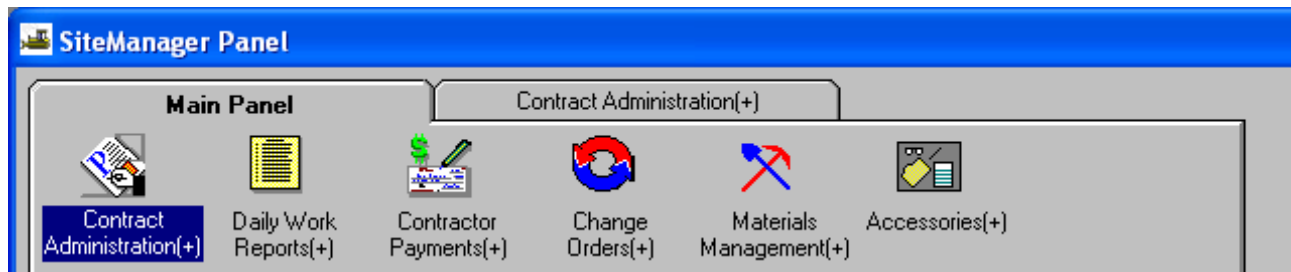 SiteManager Panel
Main Panel
Contract Administration(+)
Contract
Administration(+)
Daily Work
Reports(+)
Contractor
Payments(+)
Change
Orders(+)
Materials
Management(+)
Accessories(+)